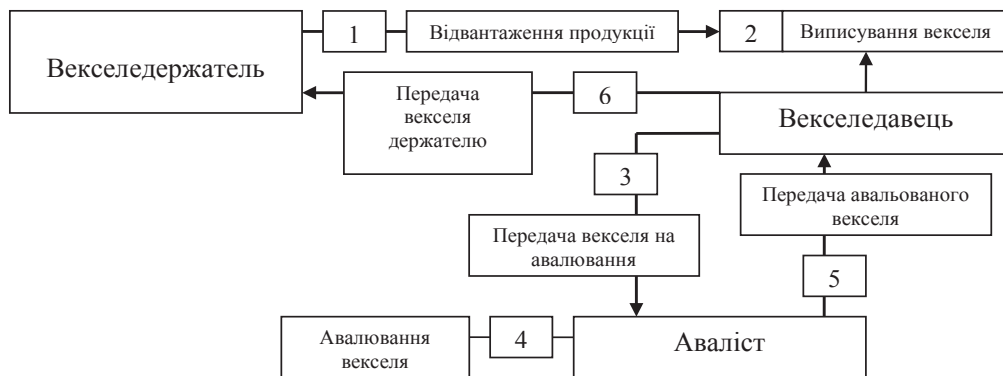 1
Відвантаження продукції
2
Виписування векселя
Векселедержатель
Передача
векселя
держателю
6
Векселедавець
3
Передача авальованого
векселя
Передача векселя на
авалювання
5
Авалювання
векселя
4
Аваліст